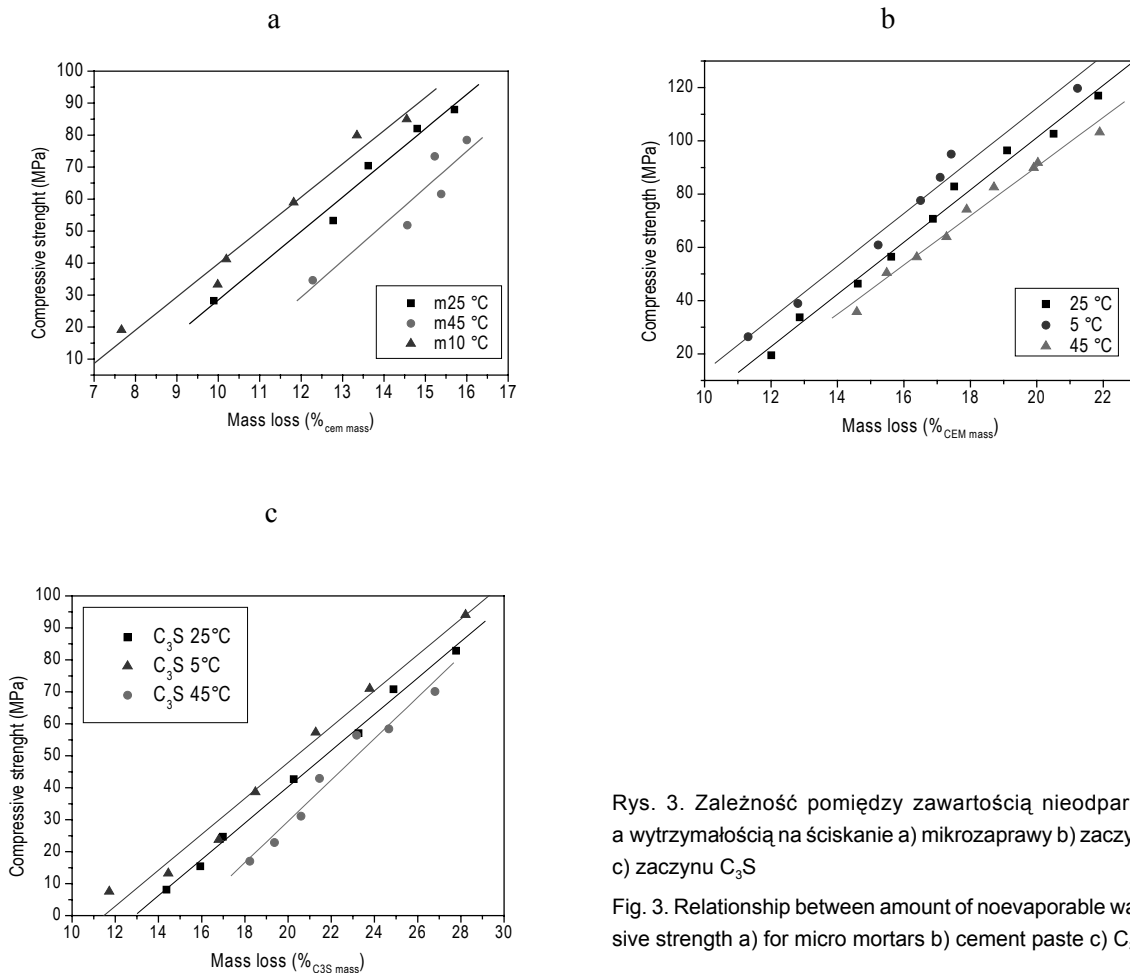 a
100
90
80
70
60
50
40
30
20
10
Compressive strenght (MPa)
m25 °C
m45 °C
m10 °C
7 8 9 10 11 12 13 14 15 16 17
Mass loss (%cem mass)
b
120
100
80
60
40
20
Compressive strength (MPa)
25 °C
5 °C
45 °C
10 12 14 16 18 20 22
Mass loss (%CEM mass)
c
100
90
80
70
60
50
40
30
20
10
0
Compressive strenght (MPa)
C₃S 25°C
C₃S 5°C
C₃S 45°C
10 12 14 16 18 20 22 24 26 28 30
Mass loss (%C3S mass)
Rys. 3. Zależność pomiędzy zawartością nieodpar
a wytrzymałością na ściskanie a) mikrozaprawy b) zaczy
c) zaczynu C₃S
Fig. 3. Relationship between amount of noevaporable wa
sive strength a) for micro mortars b) cement paste c) C